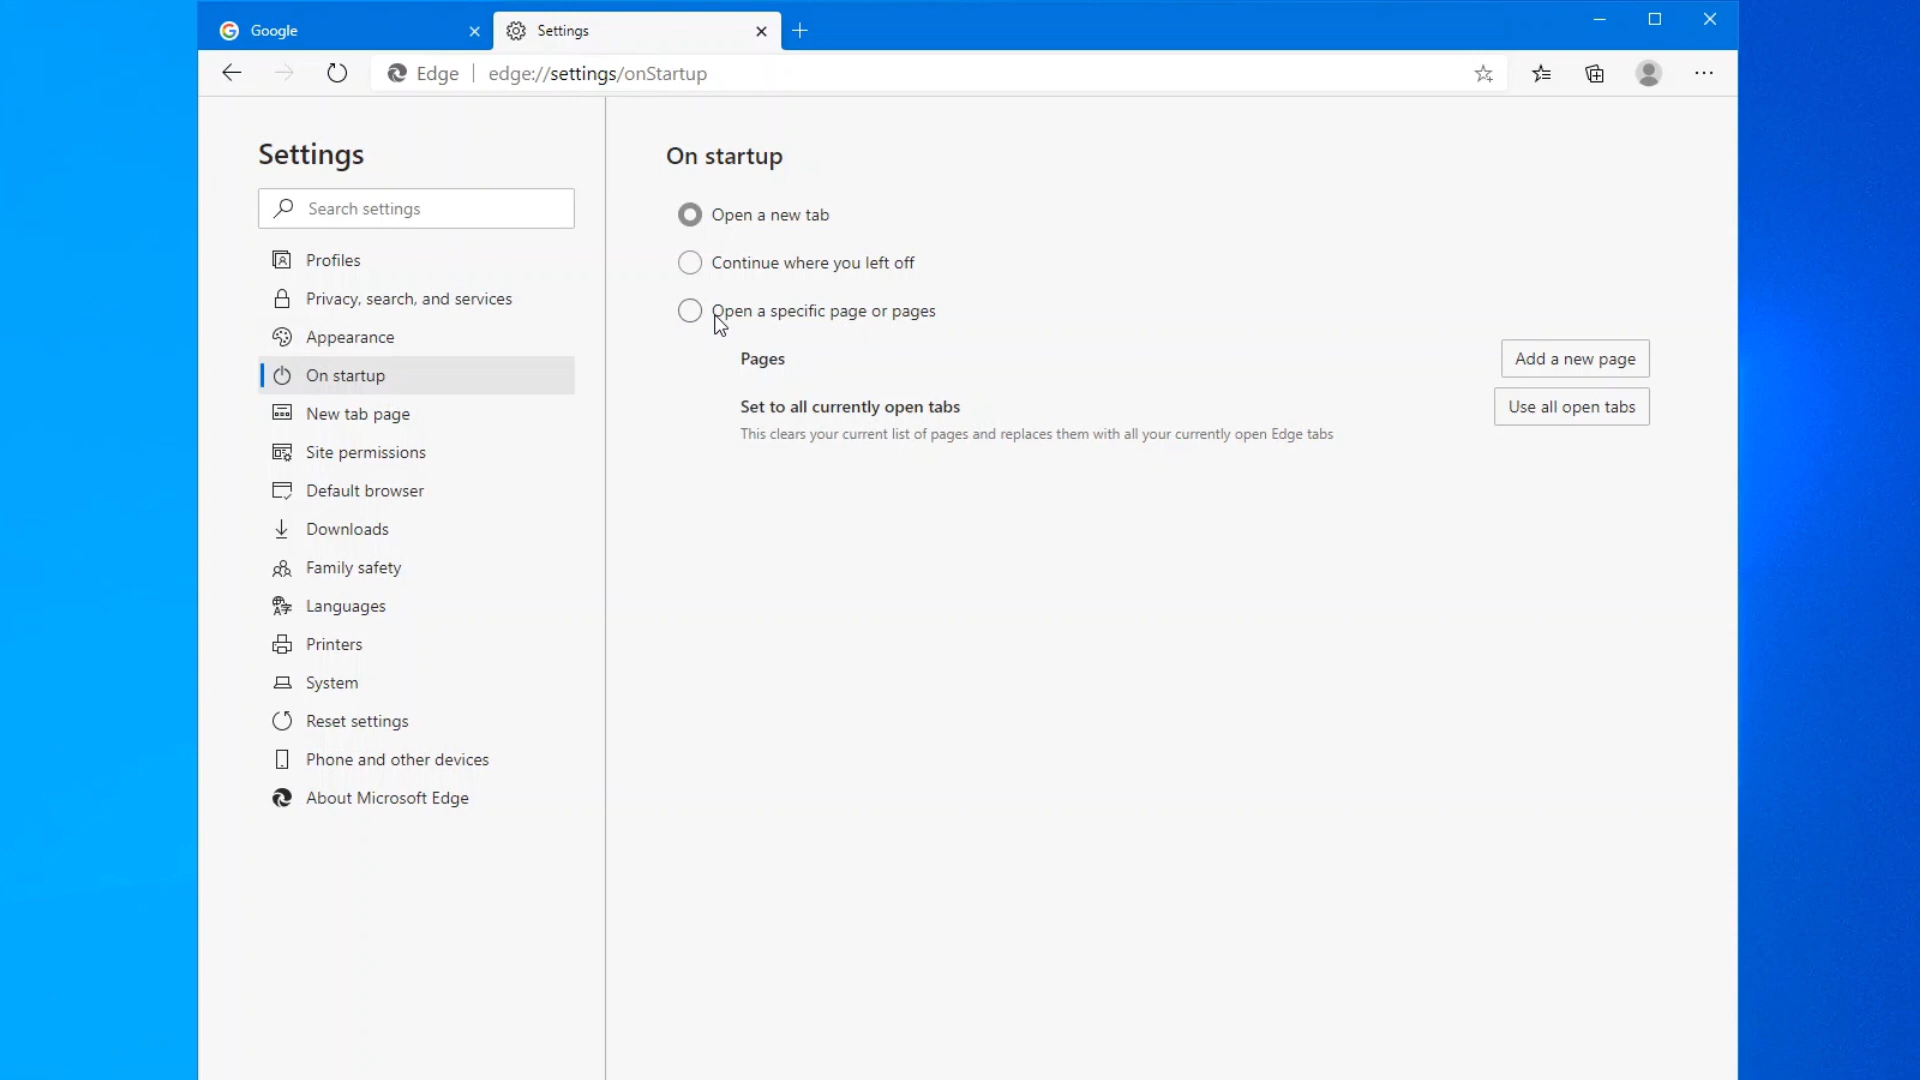 Google
Settings
Edge
edge://settings/onStartup
Settings
Search settings
Profiles
Privacy, search, and services
Appearance
On startup
New tab page
Site permissions
Default browser
Downloads
Family safety
Languages
Printers
System
Reset settings
Phone and other devices
About Microsoft Edge
On startup
Open a new tab
Continue where you left off
Open a specific page or pages
Pages
Add a new page
Set to all currently open tabs
Use all open tabs
This clears your current list of pages and replaces them with all your currently open Edge tabs